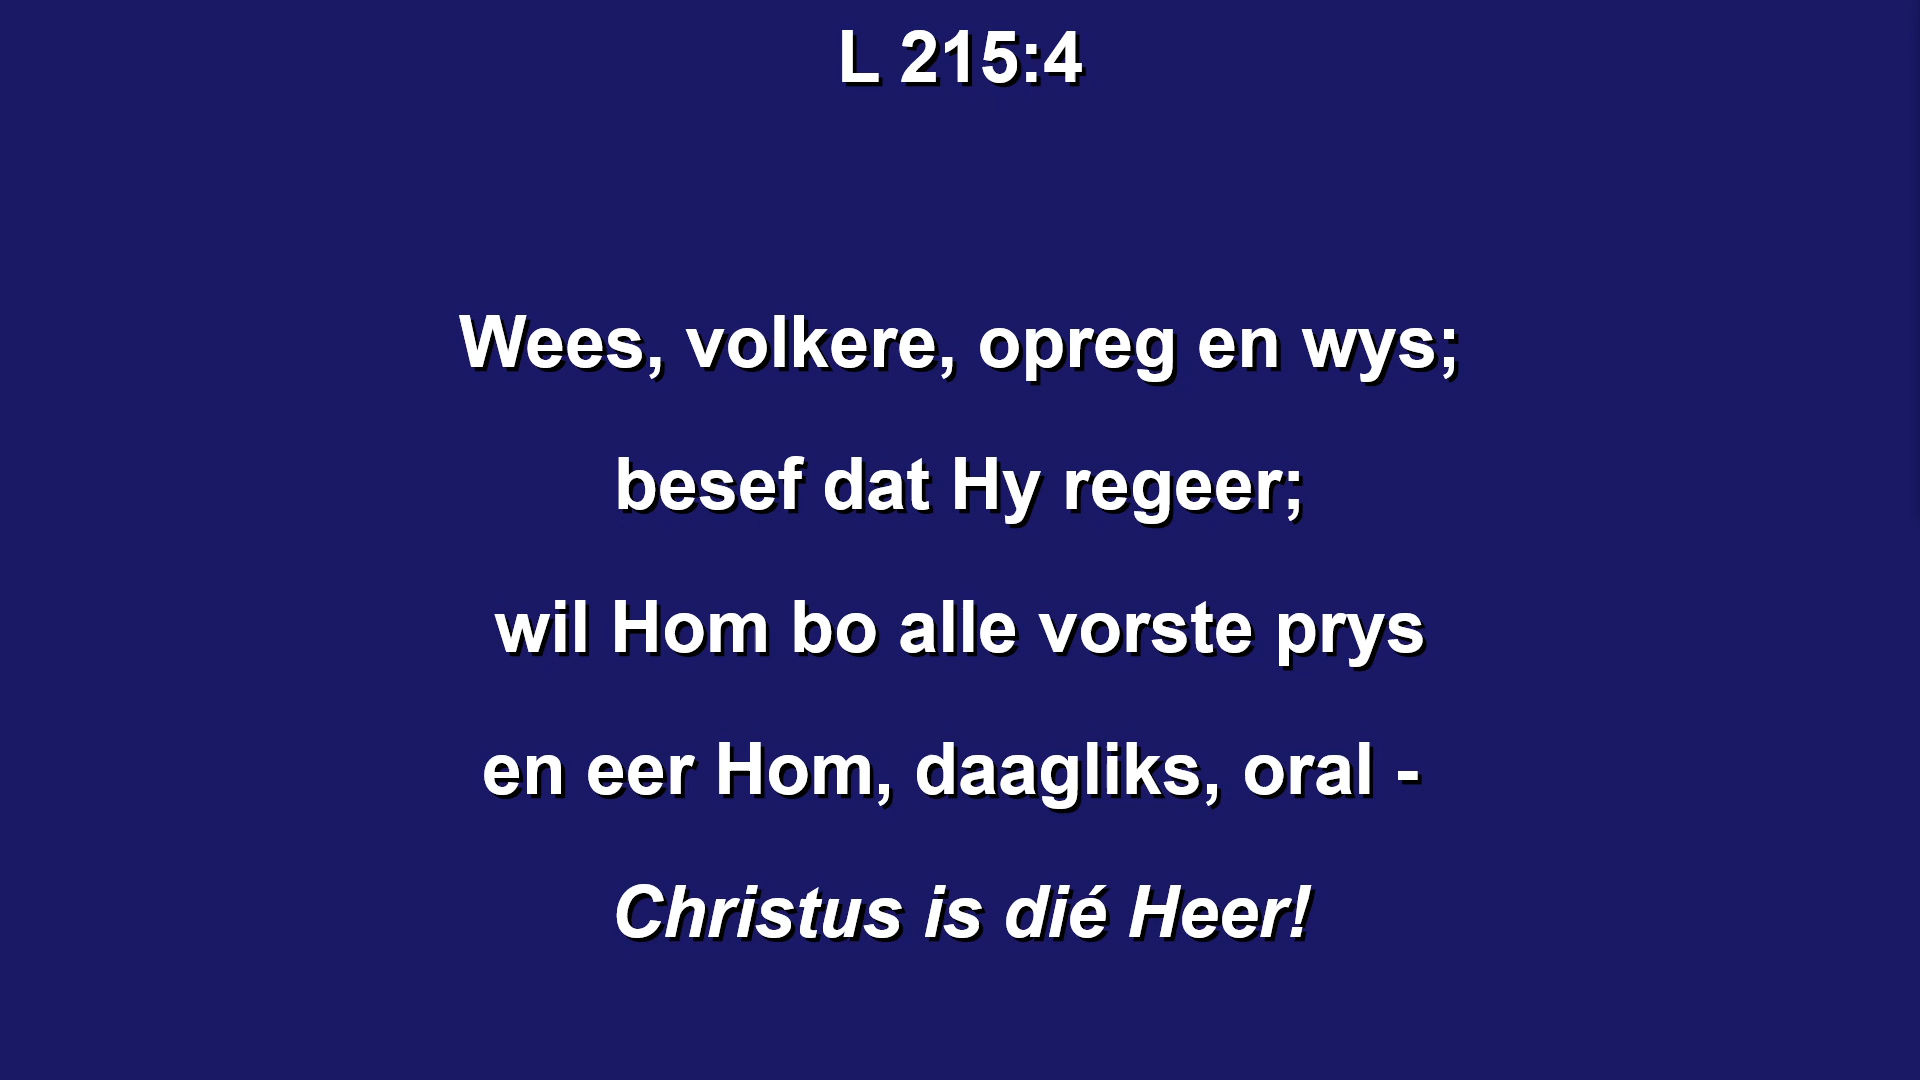 L 215:4
Wees, volkere, opreg en wys;
besef dat Hy regeer;
wil Hom bo alle vorste prys
en eer Hom, daagliks, oral -
Christus is dié Heer!